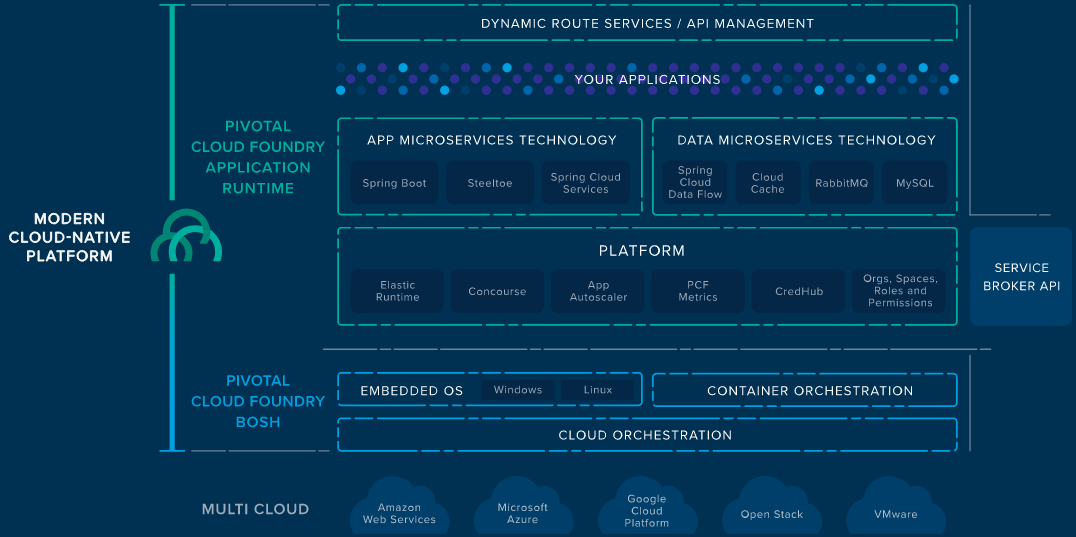 DYNAMIC ROUTE SERVICES / API MANAGEMENT
YOUR APPLICATIONS
PIVOTAL
CLOUD FOUNDRY
APPLICATION
RUNTIME
APP MICROSERVICES TECHNOLOGY
Spring Boot
Steeltoe
Spring Cloud
Services
DATA MICROSERVICES TECHNOLOGY
Spring
Cloud
Data Flow
Cloud
Cache
RabbitMQ
MySQL
MODERN
CLOUD-NATIVE
PLATFORM
PLATFORM
Elastic
Runtime
Concourse
App
Autoscaler
PCF
Metrics
CredHub
Orgs, Spaces,
Roles and
Permissions
SERVICE
BROKER API
PIVOTAL
CLOUD FOUNDRY
BOSH
EMBEDDED OS
Windows
Linux
CONTAINER ORCHESTRATION
CLOUD ORCHESTRATION
MULTI CLOUD
Amazon
Web Services
Microsoft
Azure
Google
Cloud
Platform
Open Stack
VMware